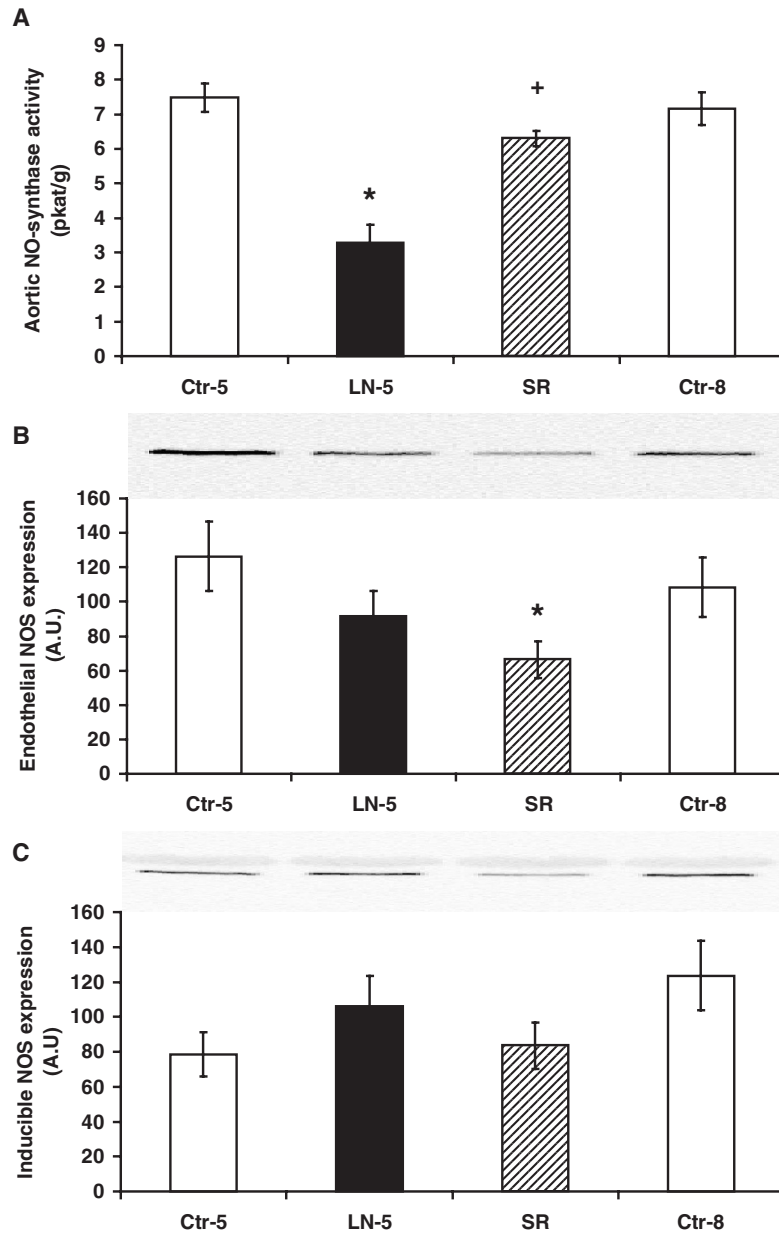 A
Aortic NO-synthase activity
(pkat/g)
9
8
7
6
5
4
3
2
1
0
*
+
Ctr-5 LN-5 SR Ctr-8
B
Endothelial NOS expression
(A.U.)
160
140
120
100
80
60
40
20
0
*
Ctr-5 LN-5 SR Ctr-8
C
Inducible NOS expression
(A.U)
160
140
120
100
80
60
40
20
0
Ctr-5 LN-5 SR Ctr-8